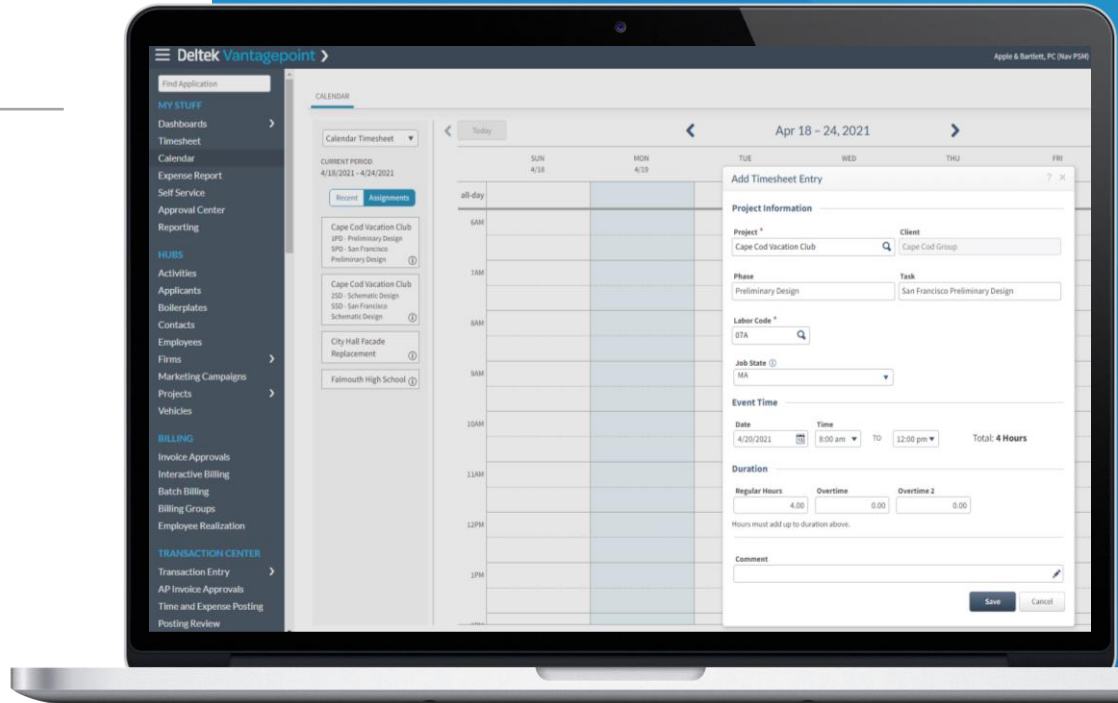 Deltek Vantagepoint
Apple & Bartlett, PC (Nav PSM)
Find Application
MY STUFF
Dashboards
Timesheet
Calendar
Expense Report
Self Service
Approval Center
Reporting
HUBS
Activities
Applicants
Boilerplates
Contacts
Employees
Firms
Marketing Campaigns
Projects
Vehicles
BILLING
Invoice Approvals
Interactive Billing
Batch Billing
Billing Groups
Employee Realization
TRANSACTION CENTER
Transaction Entry
AP Invoice Approvals
Time and Expense Posting
Posting Review
CALENDAR
Calendar Timesheet
CURRENT PERIOD
4/18/2021 - 4/24/2021
Recent Assignments
Cape Cod Vacation Club
1PD - Preliminary Design
SPD - San Francisco
Preliminary Design
Cape Cod Vacation Club
2SD - Schematic Design
SSD - San Francisco
Schematic Design
City Hall Facade
Replacement
Falmouth High School
Today
Apr 18 – 24, 2021
SUN MON TUE WED THU FRI
4/18 4/19
all-day
6AM
7AM
8AM
9AM
10AM
11AM
12PM
1PM
Add Timesheet Entry ? ×
Project Information
Project * Client
Cape Cod Vacation Club Cape Cod Group
Phase Task
Preliminary Design San Francisco Preliminary Design
Labor Code *
07A
Job State
MA
Event Time
Date Time
4/20/2021 8:00 am TO 12:00 pm Total: 4 Hours
Duration
Regular Hours Overtime Overtime 2
4.00 0.00 0.00
Hours must add up to duration above.
Comment
Save Cancel